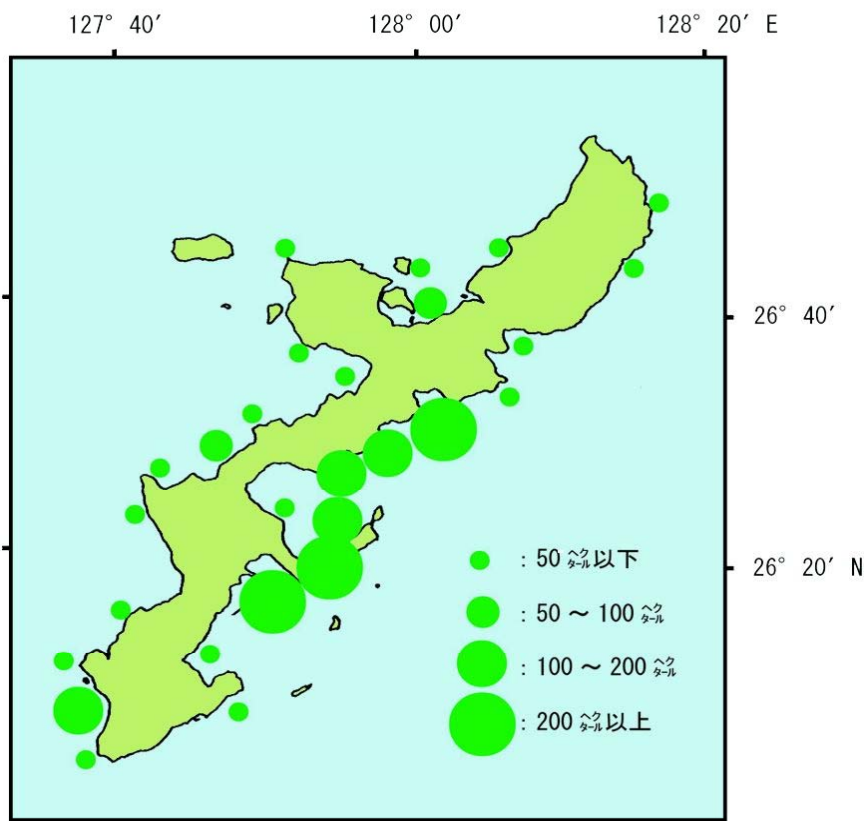 127° 40′ 128° 00′ 128° 20′ E
26° 40′
26° 20′ N
: 50 ヘクタール以下
: 50 ～ 100 ヘクタール
: 100 ～ 200 ヘクタール
: 200 ヘクタール以上